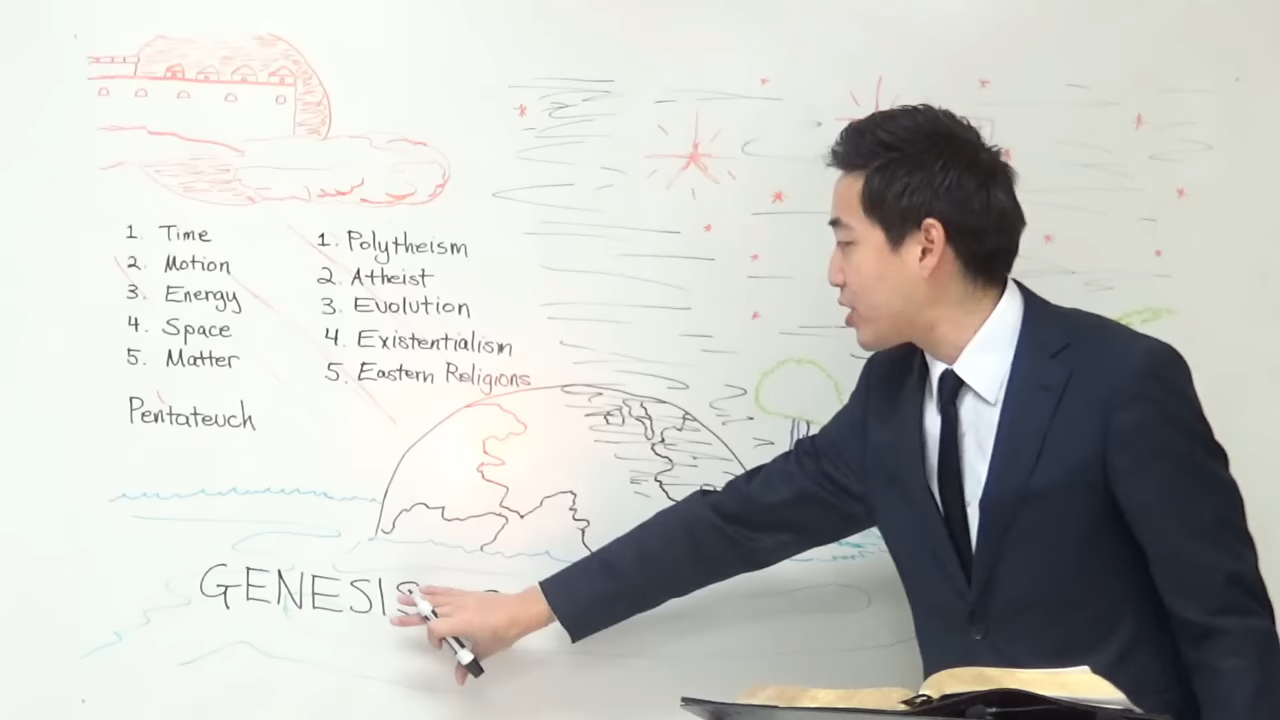 1. Time
2. Motion
3. Energy
4. Space
5. Matter
Pentateuch
1. Polytheism
2. Atheist
3. Evolution
4. Existentialism
5. Eastern Religions
GENESIS